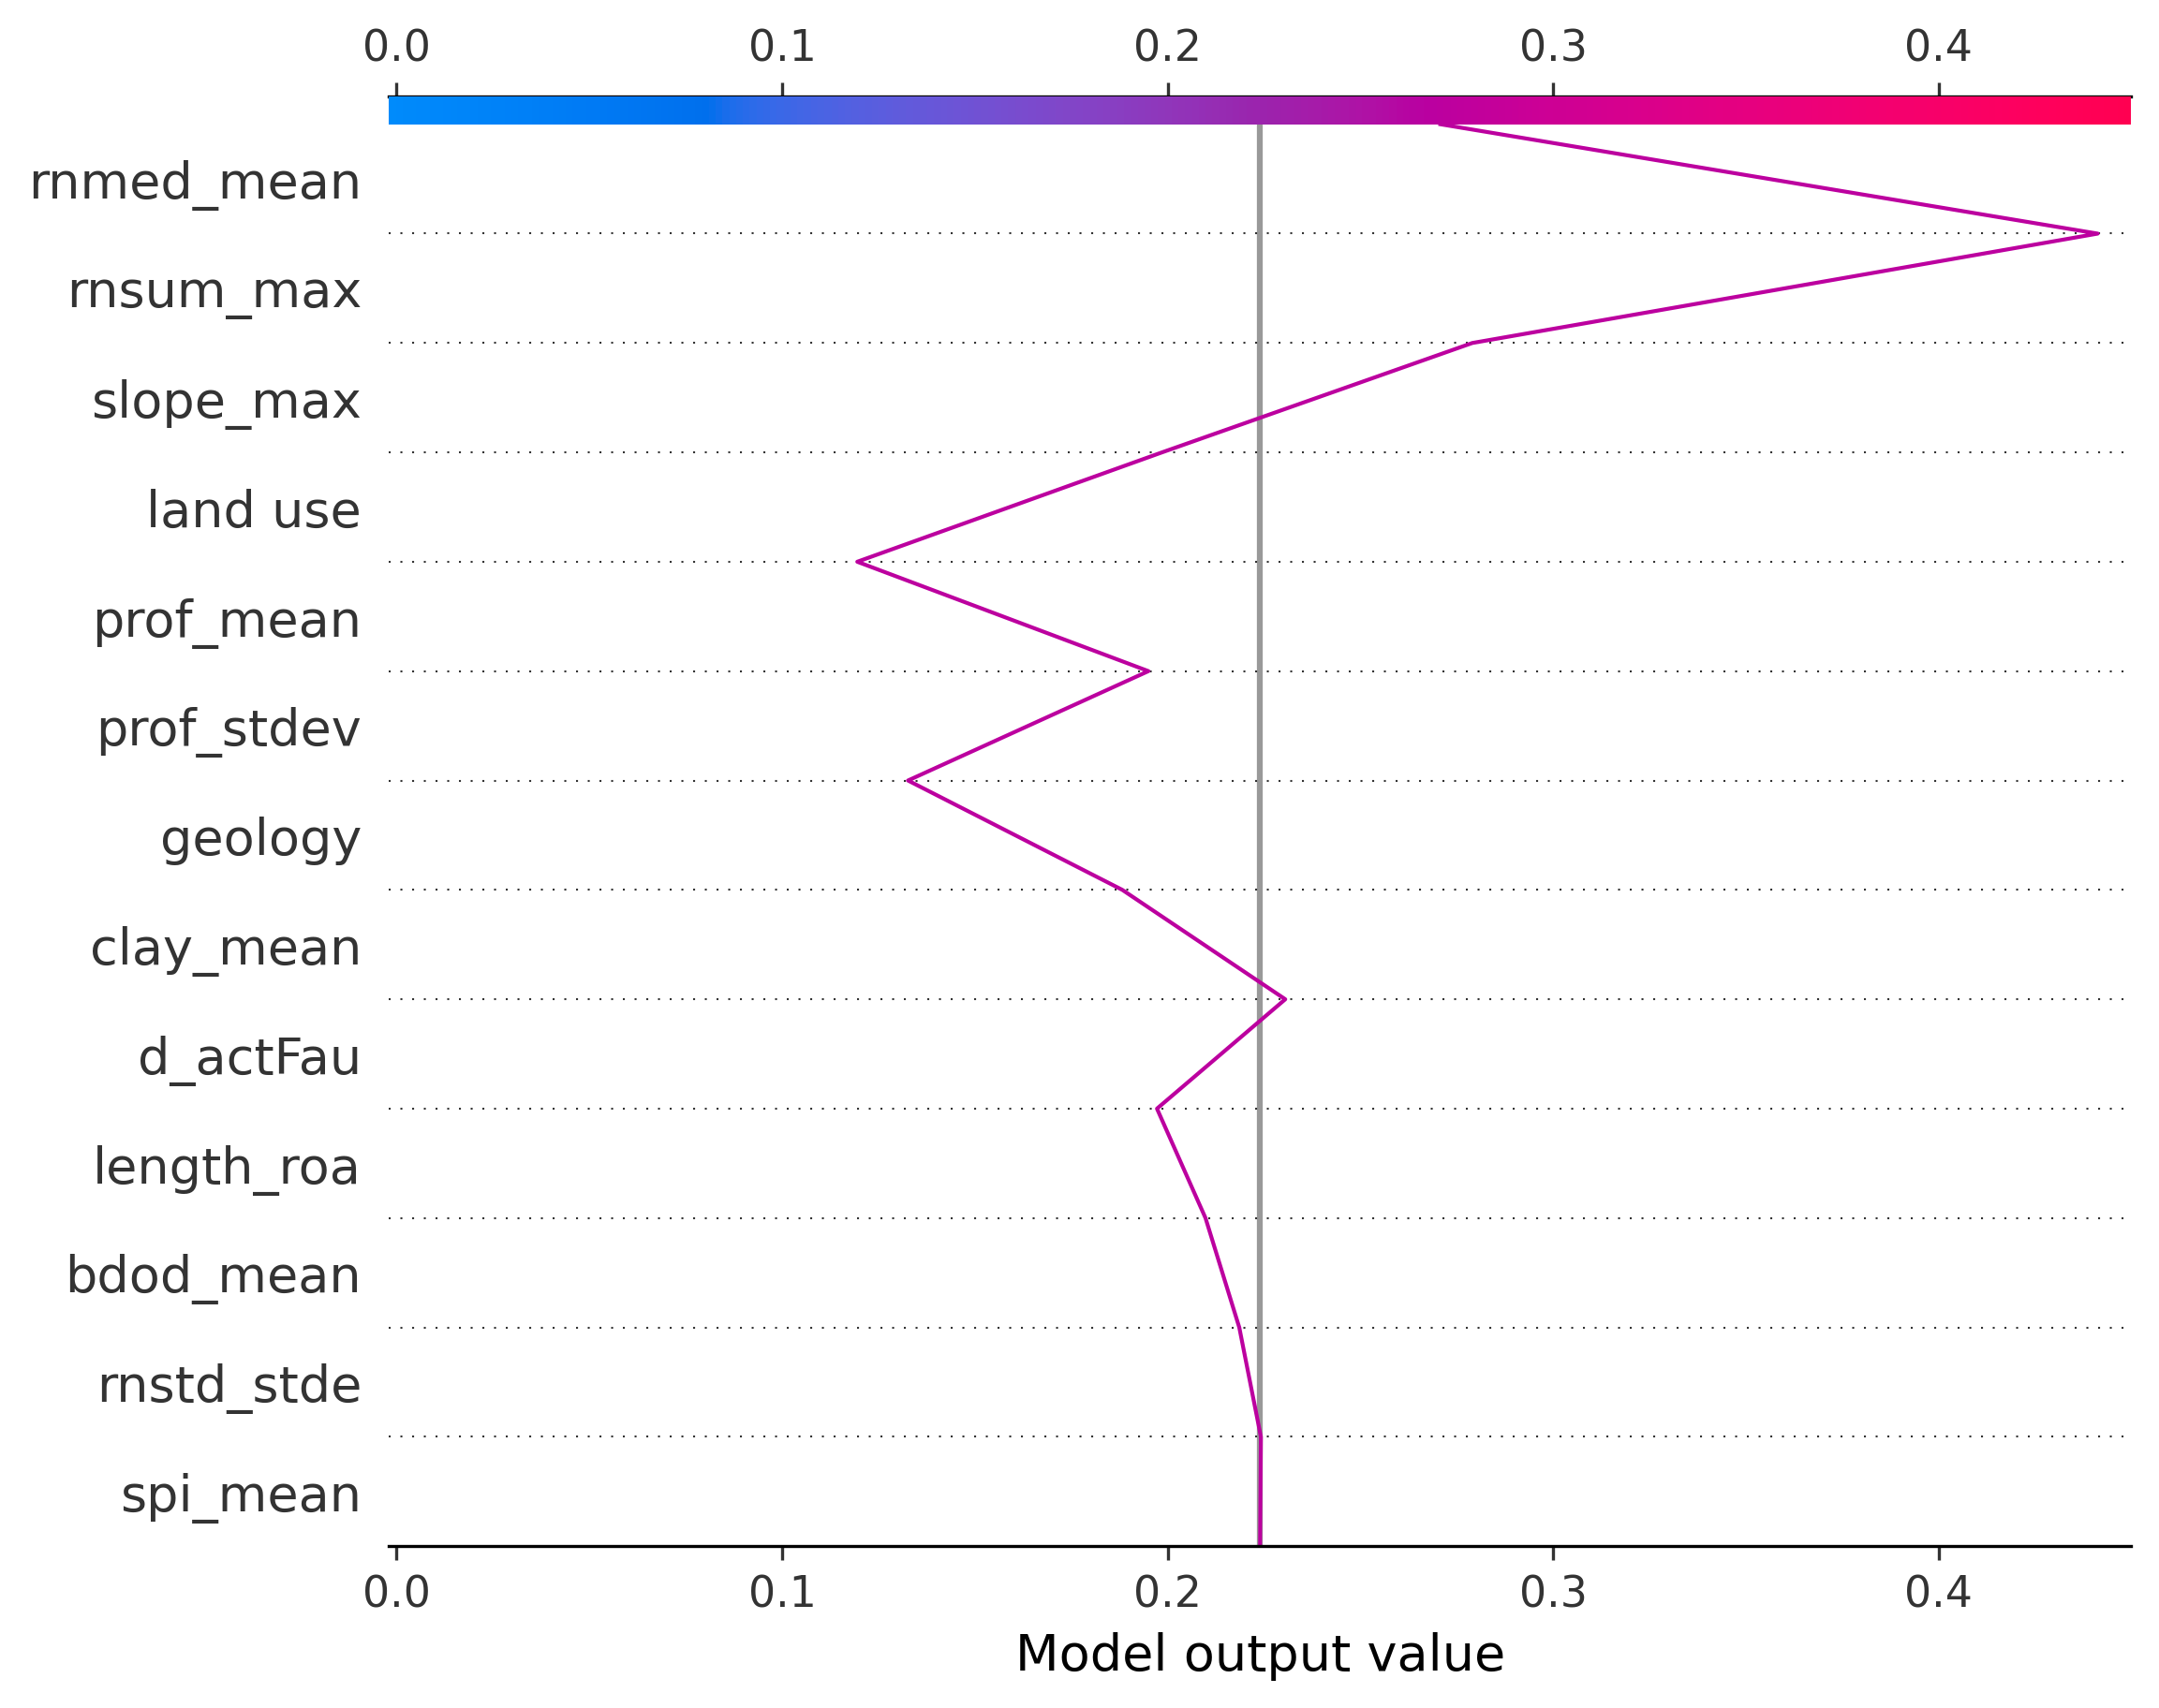 0.0 0.1 0.2 0.3 0.4
rnmed_mean
rnsum_max
slope_max
land use
prof_mean
prof_stdev
geology
clay_mean
d_actFau
length_roa
bdod_mean
rnstd_stde
spi_mean
0.0 0.1 0.2 0.3 0.4
Model output value